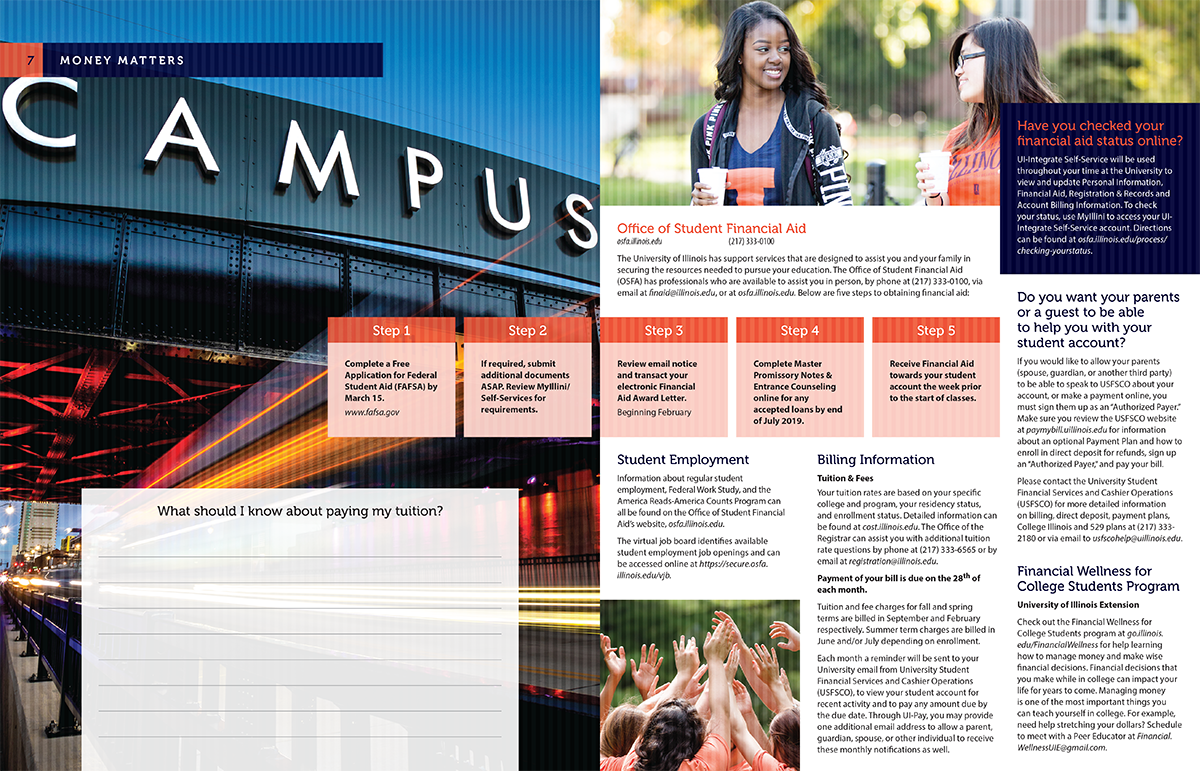 7
MONEY MATTERS
CAMPUS
What should I know about paying my tuition?
PINK PINK
PINK
ILLINOI
Office of Student Financial Aid
osfa.illinois.edu (217) 333-0100
The University of Illinois has support services that are designed to assist you and your family in
securing the resources needed to pursue your education. The Office of Student Financial Aid
(OSFA) has professionals who are available to assist you in person, by phone at (217) 333-0100, via
email at finaid@illinois.edu, or at osfa.illinois.edu. Below are five steps to obtaining financial aid:
Step 1
Complete a Free
Application for Federal
Student Aid (FAFSA) by
March 15.
www.fafsa.gov
Step 2
If required, submit
additional documents
ASAP. Review MyIllini/
Self-Services for
requirements.
Step 3
Review email notice
and transact your
electronic Financial
Aid Award Letter.
Beginning February
Step 4
Complete Master
Promissory Notes &
Entrance Counseling
online for any
accepted loans by end
of July 2019.
Step 5
Receive Financial Aid
towards your student
account the week prior
to the start of classes.
Student Employment
Information about regular student
employment, Federal Work Study, and the
America Reads-America Counts Program can
all be found on the Office of Student Financial
Aid's website, osfa.illinois.edu.
The virtual job board identifies available
student employment job openings and can
be accessed online at https://secure.osfa.
illinois.edu/vjb.
Billing Information
Tuition & Fees
Your tuition rates are based on your specific
college and program, your residency status,
and enrollment status. Detailed information can
be found at cost.illinois.edu. The Office of the
Registrar can assist you with additional tuition
rate questions by phone at (217) 333-6565 or by
email at registration@illinois.edu.
Payment of your bill is due on the 28th of
each month.
Tuition and fee charges for fall and spring
terms are billed in September and February
respectively. Summer term charges are billed in
June and/or July depending on enrollment.
Each month a reminder will be sent to your
University email from University Student
Financial Services and Cashier Operations
(USFSCO), to view your student account for
recent activity and to pay any amount due by
the due date. Through UI-Pay, you may provide
one additional email address to allow a parent,
guardian, spouse, or other individual to receive
these monthly notifications as well.
Have you checked your
financial aid status online?
UI-Integrate Self-Service will be used
throughout your time at the University to
view and update Personal Information,
Financial Aid, Registration & Records and
Account Billing Information. To check
your status, use MyIllini to access your UI-
Integrate Self-Service account. Directions
can be found at osfa.illinois.edu/process/
checking-yourstatus.
Do you want your parents
or a guest to be able
to help you with your
student account?
If you would like to allow your parents
(spouse, guardian, or another third party)
to be able to speak to USFSCO about your
account, or make a payment online, you
must sign them up as an "Authorized Payer."
Make sure you review the USFSCO website
at paymybill.uillinois.edu for information
about an optional Payment Plan and how to
enroll in direct deposit for refunds, sign up
an "Authorized Payer," and pay your bill.
Please contact the University Student
Financial Services and Cashier Operations
(USFSCO) for more detailed information
on billing, direct deposit, payment plans,
College Illinois and 529 plans at (217) 333-
2180 or via email to usfscohelp@uillinois.edu.
Financial Wellness for
College Students Program
University of Illinois Extension
Check out the Financial Wellness for
College Students program at go.illinois.
edu/FinancialWellness for help learning
how to manage money and make wise
financial decisions. Financial decisions that
you make while in college can impact your
life for years to come. Managing money
is one of the most important things you
can teach yourself in college. For example,
need help stretching your dollars? Schedule
to meet with a Peer Educator at Financial.
WellnessUIE@gmail.com.